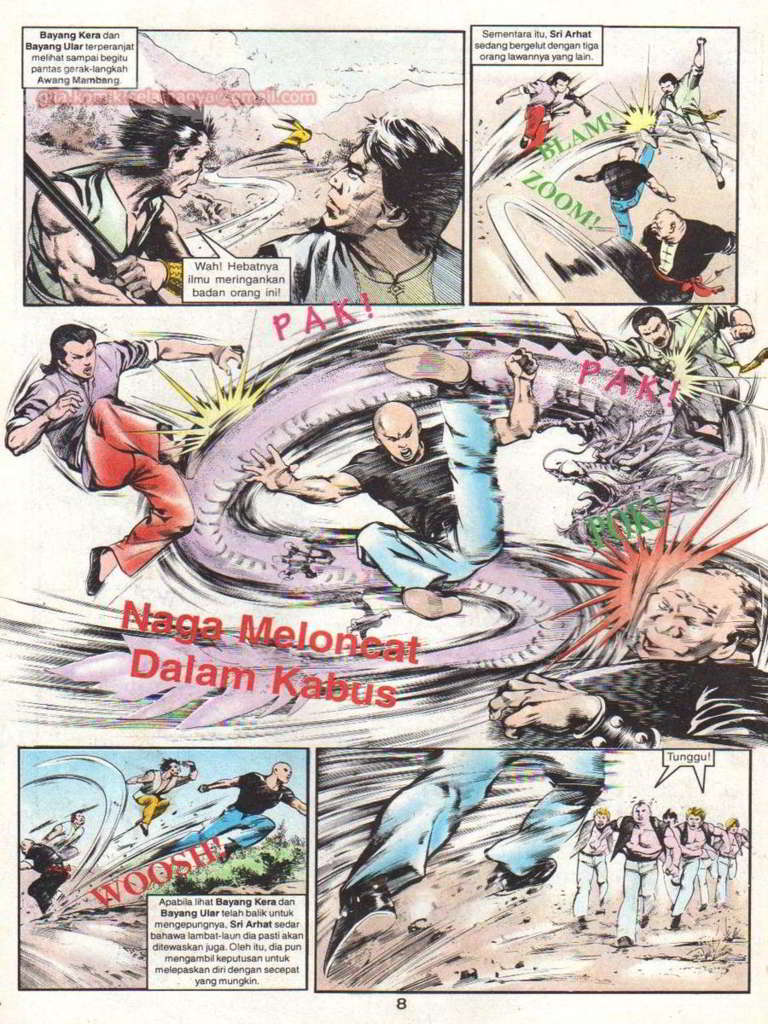 Bayang Kera dan
Bayang Ular terperanjat
melihat sampai begitu
pantas gerak-langkah
Awang Mambang.
Wah! Hebatnya
ilmu meringankan
badan orang ini!
Sementara itu, Sri Arhat
sedang bergelut dengan tiga
orang lawannya yang lain.
BLAM!
ZOOM!
PAK!
PAK!
POK!
Naga Meloncat
Dalam Kabus
WOOSH!
Apabila lihat Bayang Kera dan
Bayang Ular telah balik untuk
mengepungnya, Sri Arhat sedar
bahawa lambat-laun dia pasti akan
ditewaskan juga. Oleh itu, dia pun
mengambil keputusan untuk
melepaskan diri dengan secepat
yang mungkin.
Tunggu!
8